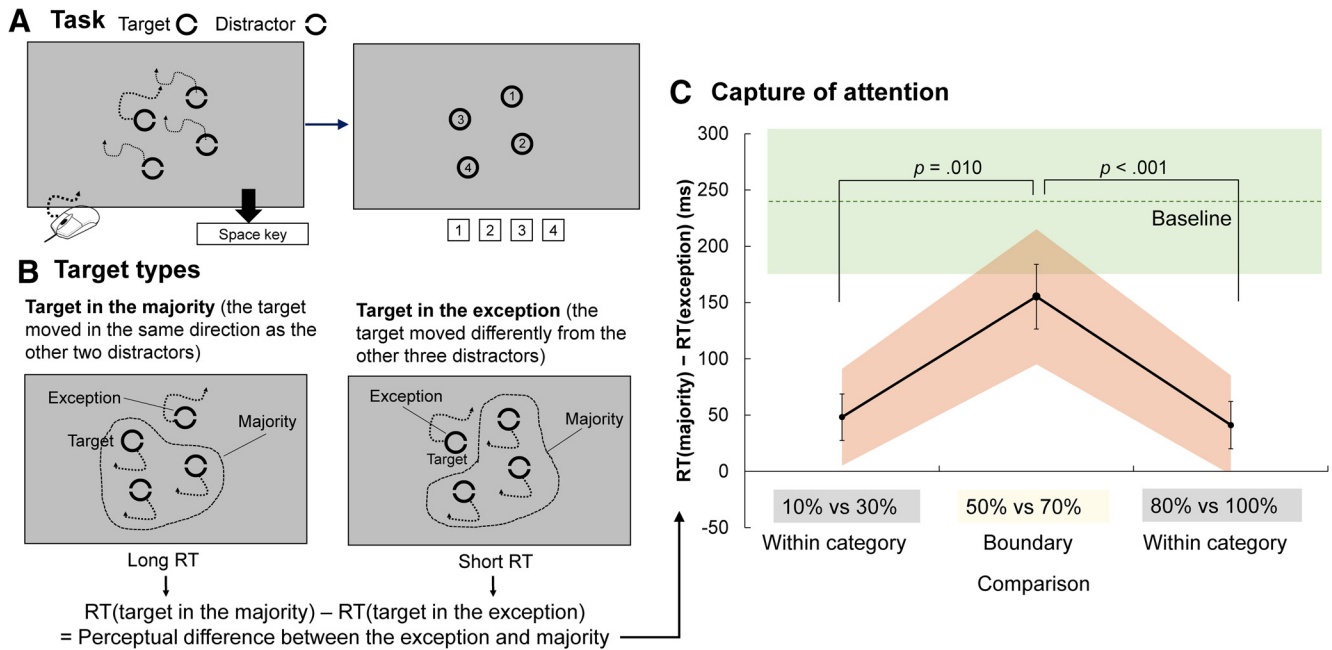 A Task Target Distractor
1
3
2
4
Space key
1 2 3 4
B Target types
Target in the majority (the target
moved in the same direction as the
other two distractors)
Exception
Target
Majority
Long RT
Target in the exception (the
target moved differently from the
other three distractors)
Exception
Majority
Target
Short RT
RT(target in the majority) – RT(target in the exception)
= Perceptual difference between the exception and majority
C Capture of attention
RT(majority) – RT(exception) (ms)
300
250
200
150
100
50
0
-50
p = .010
p < .001
Baseline
10% vs 30% 50% vs 70% 80% vs 100%
Within category Boundary Within category
Comparison